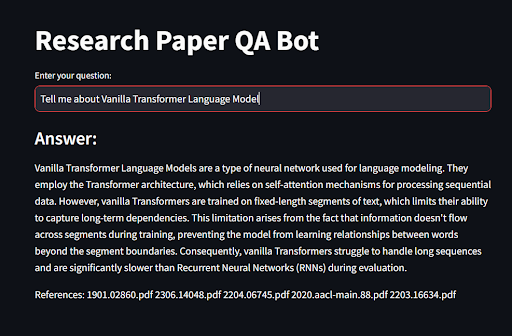 Research Paper QA Bot
Enter your question:
Tell me about Vanilla Transformer Language Model
Answer:
Vanilla Transformer Language Models are a type of neural network used for language modeling. They
employ the Transformer architecture, which relies on self-attention mechanisms for processing sequential
data. However, vanilla Transformers are trained on fixed-length segments of text, which limits their ability
to capture long-term dependencies. This limitation arises from the fact that information doesn't flow
across segments during training, preventing the model from learning relationships between words
beyond the segment boundaries. Consequently, vanilla Transformers struggle to handle long sequences
and are significantly slower than Recurrent Neural Networks (RNNs) during evaluation.
References: 1901.02860.pdf 2306.14048.pdf 2204.06745.pdf 2020.aacl-main.88.pdf 2203.16634.pdf